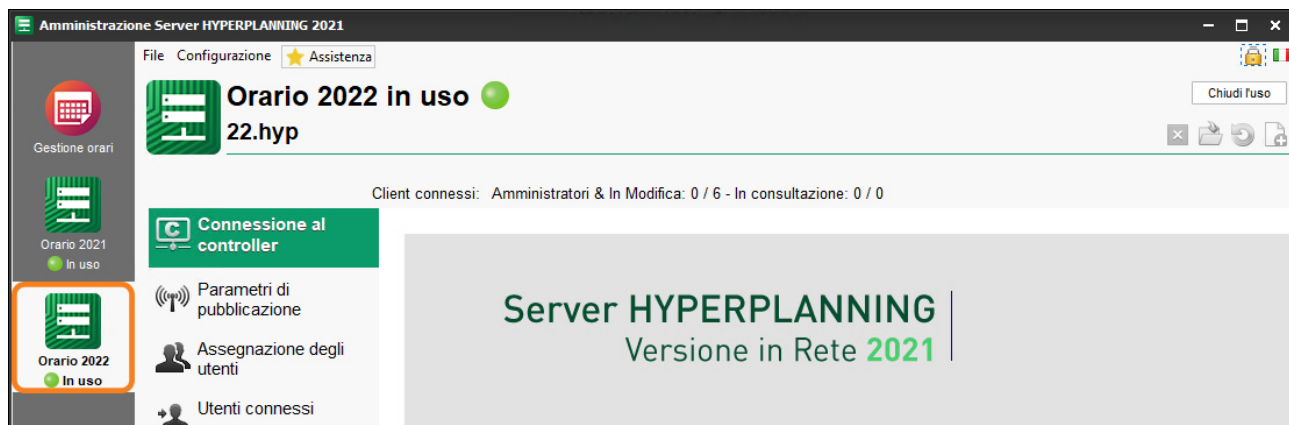 Amministrazione Server HYPERPLANNING 2021
File Configurazione Assistenza
Orario 2022 in uso
Chiudi l'uso
22.hyp
Gestione orari
Client connessi: Amministratori & In Modifica: 0 / 6 - In consultazione: 0 / 0
Orario 2021
In uso
C
Connessione al
controller
Parametri di
pubblicazione
Assegnazione degli
utenti
Utenti connessi
Orario 2022
In uso
Server HYPERPLANNING
Versione in Rete 2021